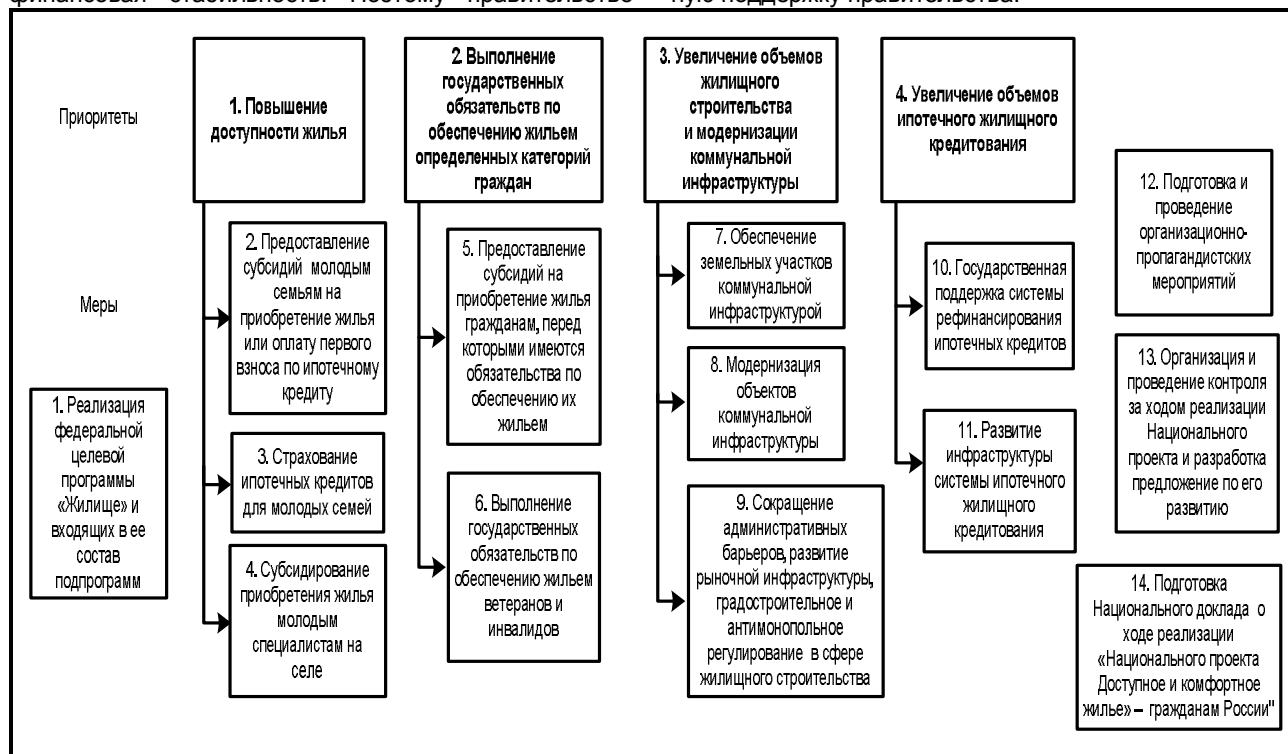 финансовая стабильность. Поэтому правительство
ную поддержку правительства.
Приоритеты
1. Повышение
доступности жилья
2. Выполнение
государственных
обязательств по
обеспечению жильем
определенных категорий
граждан
3. Увеличение объемов
жилищного
строительства
и модернизации
коммунальной
инфраструктуры
4. Увеличение объемов
ипотечного жилищного
кредитования
Меры
1. Реализация
федеральной
целевой
программы
«Жилище» и
входящих в ее
состав
подпрограмм
2. Предоставление
субсидий молодым
семьям на
приобретение жилья
или оплату первого
взноса по ипотечному
кредиту
3. Страхование
ипотечных кредитов
для молодых семей
4. Субсидирование
приобретения жилья
молодым
специалистам на
селе
5. Предоставление
субсидий на
приобретение жилья
гражданам, перед
которыми имеются
обязательства по
обеспечению их
жильем
6. Выполнение
государственных
обязательств по
обеспечению жильем
ветеранов и
инвалидов
7. Обеспечение
земельных участков
коммунальной
инфраструктурой
8. Модернизация
объектов
коммунальной
инфраструктуры
9. Сокращение
административных
барьеров, развитие
рыночной инфраструктуры,
градостроительное и
антимонопольное
регулирование в сфере
жилищного строительства
10. Государственная
поддержка системы
рефинансирования
ипотечных кредитов
11. Развитие
инфраструктуры
системы ипотечного
жилищного
кредитования
12. Подготовка и
проведение
организационно-
пропагандистских
мероприятий
13. Организация и
проведение контроля
за ходом реализации
Национального
проекта и разработка
предложение по его
развитию
14. Подготовка
Национального доклада о
ходе реализации
«Национального проекта
Доступное и комфортное
жилье» – гражданам России"